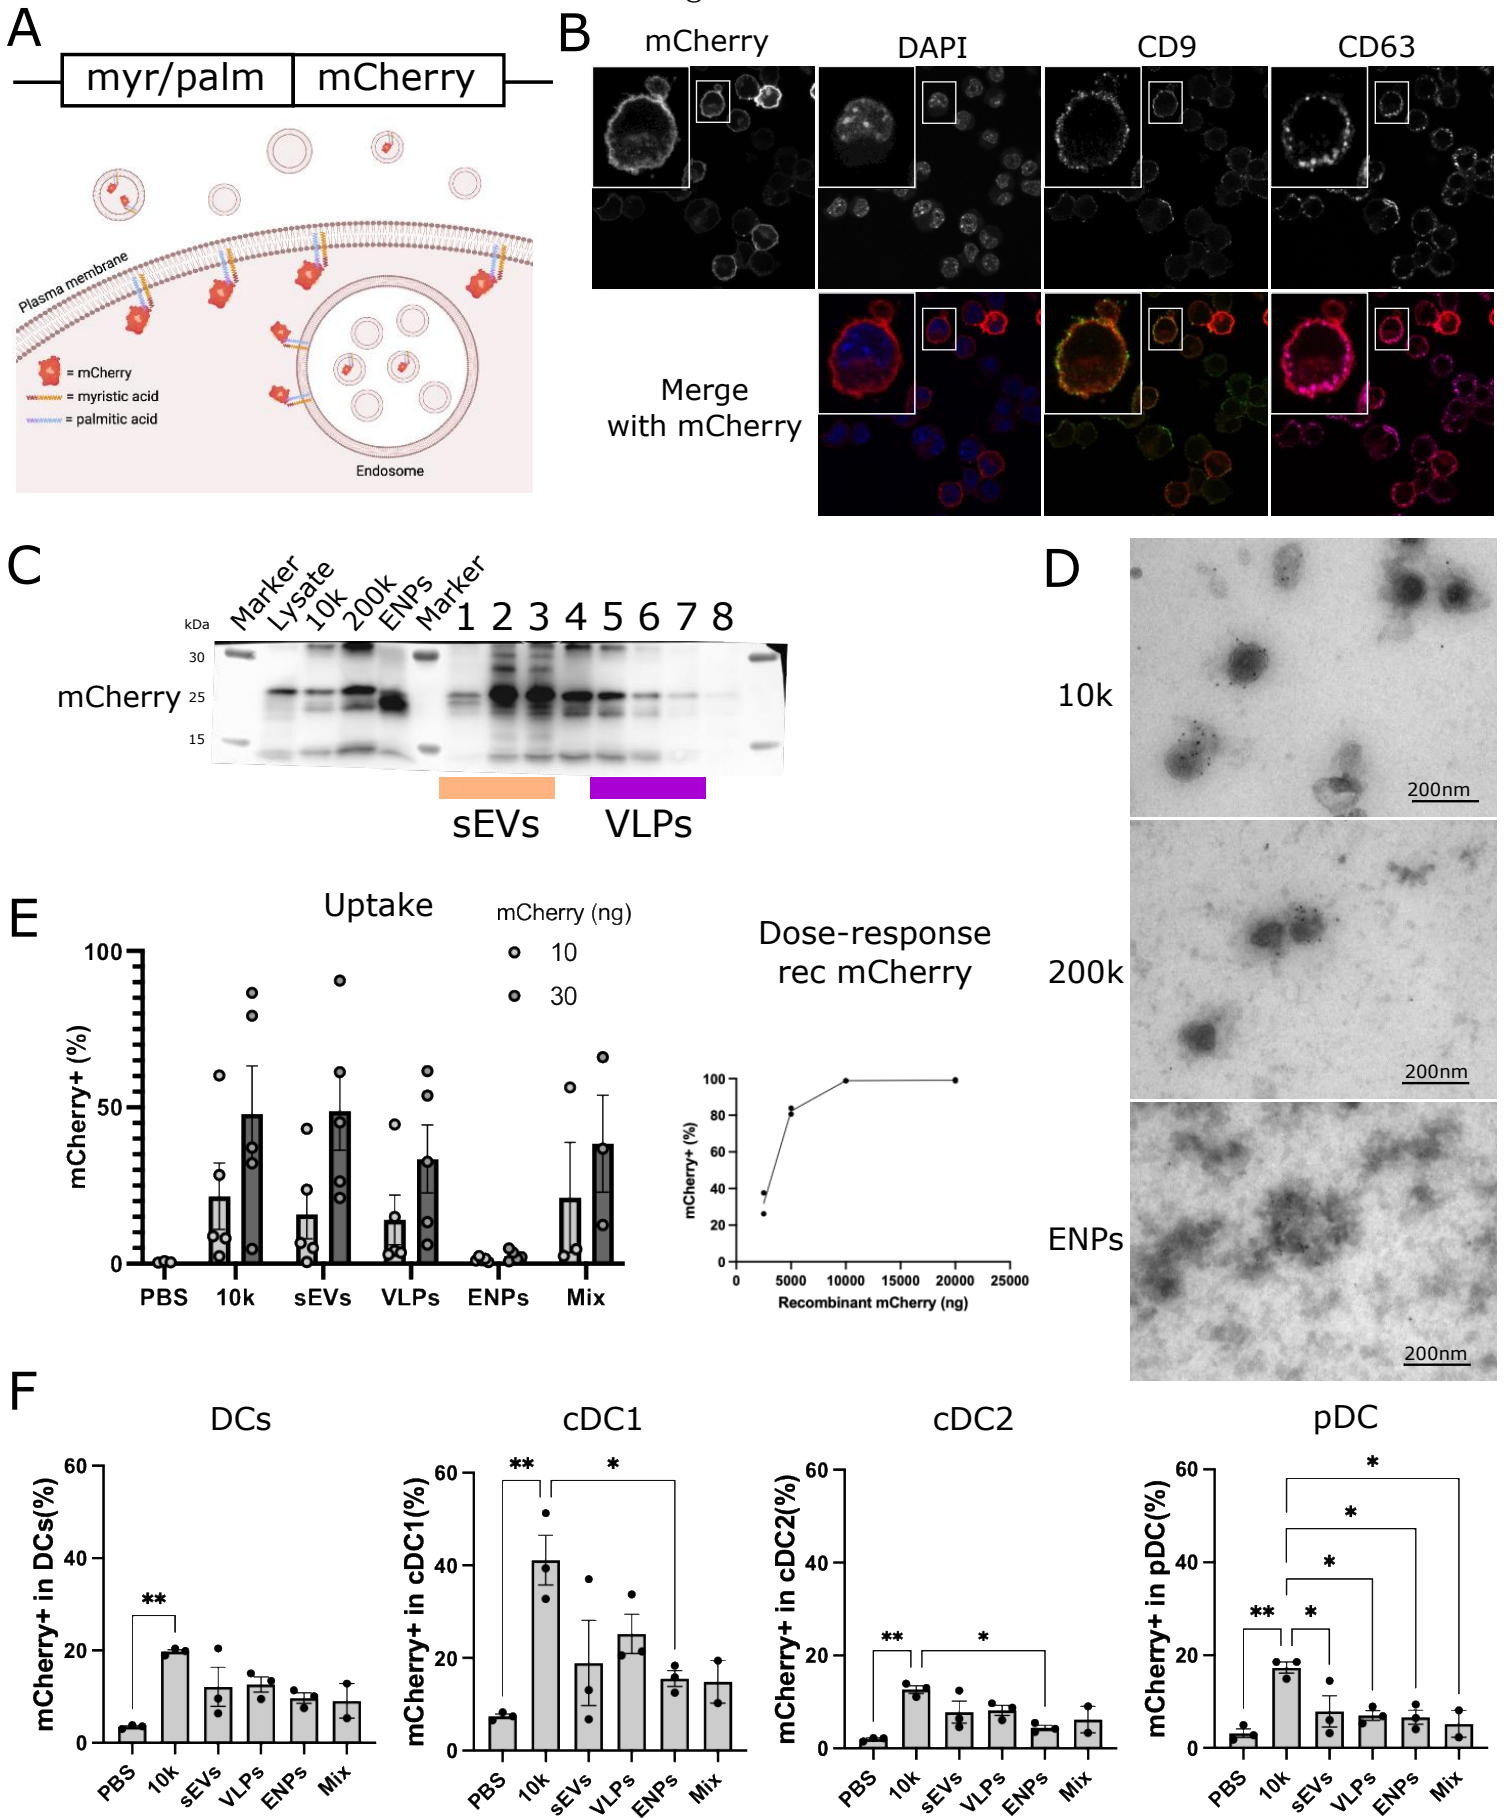 A
myr/palm mCherry
Plasma membrane
= mCherry
= myristic acid
= palmitic acid
Endosome
B
mCherry DAPI CD9 CD63
Merge
with mCherry
C
Marker Lysate 10k 200k ENPs Marker 1 2 3 4 5 6 7 8
kDa
30
mCherry 25
15
sEVs VLPs
D
10k
200nm
200k
200nm
ENPs
200nm
E
Uptake
mCherry (ng)
10
30
mCherry+ (%)
100
50
0
PBS 10k sEVs VLPs ENPs Mix
Dose-response
rec mCherry
mCherry+ (%)
100
80
60
40
20
0
0 5000 10000 15000 20000 25000
Recombinant mCherry (ng)
F
DCs
mCherry+ in DCs(%)
60
40
20
0
**
PBS 10k sEVs VLPs ENPs Mix
cDC1
mCherry+ in cDC1(%)
60
40
20
0
** *
PBS 10k sEVs VLPs ENPs Mix
cDC2
mCherry+ in cDC2(%)
60
40
20
0
** *
PBS 10k sEVs VLPs ENPs Mix
pDC
mCherry+ in pDC(%)
60
40
20
0
*
*
*
** *
PBS 10k sEVs VLPs ENPs Mix